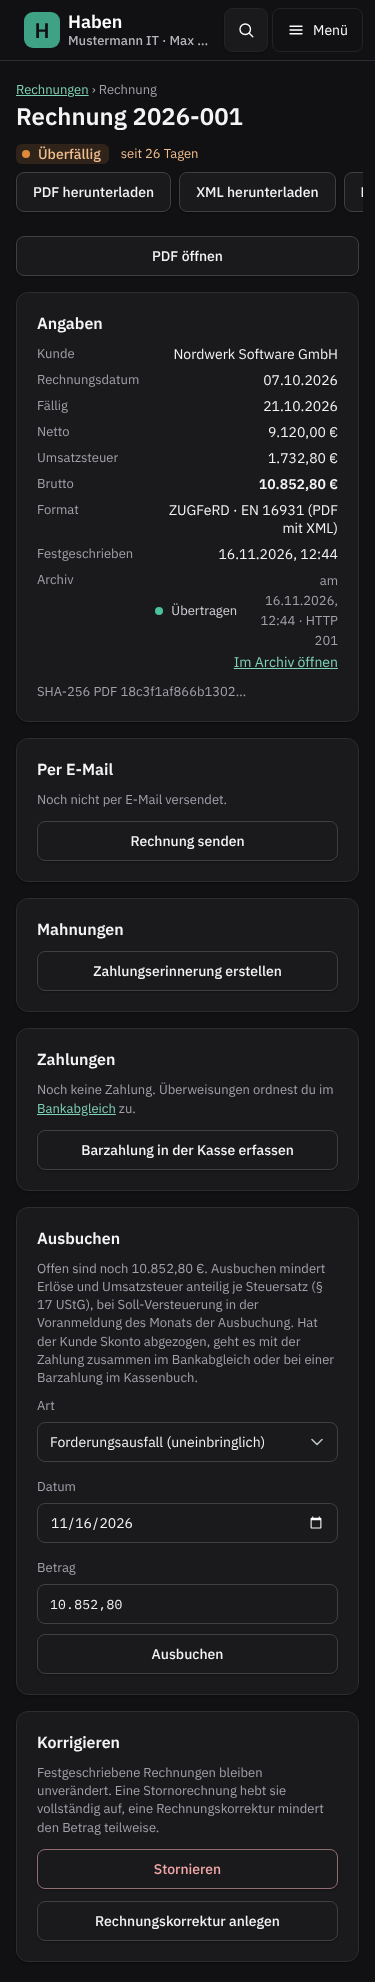 H
Haben
Mustermann IT · Max ...
Menü
Rechnungen › Rechnung
Rechnung 2026-001
Überfällig
seit 26 Tagen
PDF herunterladen
XML herunterladen
PDF öffnen
Angaben
Kunde
Nordwerk Software GmbH
Rechnungsdatum
07.10.2026
Fällig
21.10.2026
Netto
9.120,00 €
Umsatzsteuer
1.732,80 €
Brutto
10.852,80 €
Format
ZUGFeRD · EN 16931 (PDF
mit XML)
Festgeschrieben
16.11.2026, 12:44
Archiv
Übertragen
am
16.11.2026,
12:44 · HTTP
201
Im Archiv öffnen
SHA-256 PDF 18c3f1af866b1302…
Per E-Mail
Noch nicht per E-Mail versendet.
Rechnung senden
Mahnungen
Zahlungserinnerung erstellen
Zahlungen
Noch keine Zahlung. Überweisungen ordnest du im
Bankabgleich zu.
Barzahlung in der Kasse erfassen
Ausbuchen
Offen sind noch 10.852,80 €. Ausbuchen mindert
Erlöse und Umsatzsteuer anteilig je Steuersatz (§
17 UStG), bei Soll-Versteuerung in der
Voranmeldung des Monats der Ausbuchung. Hat
der Kunde Skonto abgezogen, geht es mit der
Zahlung zusammen im Bankabgleich oder bei einer
Barzahlung im Kassenbuch.
Art
Forderungsausfall (uneinbringlich)
Datum
11/16/2026
Betrag
10.852,80
Ausbuchen
Korrigieren
Festgeschriebene Rechnungen bleiben
unverändert. Eine Stornorechnung hebt sie
vollständig auf, eine Rechnungskorrektur mindert
den Betrag teilweise.
Stornieren
Rechnungskorrektur anlegen